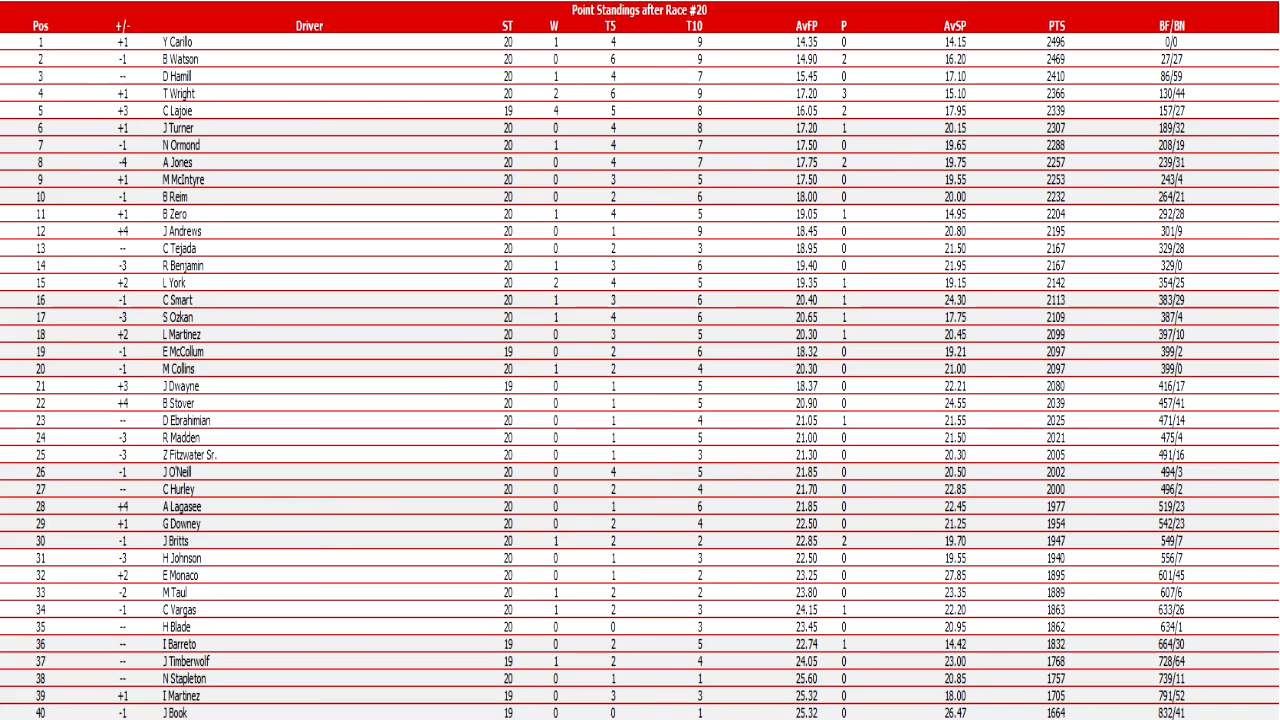 Point Standings after Race #20
Pos +/- Driver ST W T5 T10 AvFP P AvSP PTS BF/BN
1 +1 Y Carillo 20 1 4 9 14.35 0 14.15 2496 0/0
2 -1 B Watson 20 0 6 9 14.90 2 16.20 2469 27/27
3 -- D Hamill 20 1 4 7 15.45 0 17.10 2410 86/59
4 +1 T Wright 20 2 6 9 17.20 3 15.10 2366 130/44
5 +3 C Lajoie 19 4 5 8 16.05 2 17.95 2339 157/27
6 +1 J Turner 20 0 4 8 17.20 1 20.15 2307 189/32
7 -1 N Ormond 20 1 4 7 17.50 0 19.65 2288 208/19
8 -4 A Jones 20 0 4 7 17.75 2 19.75 2257 239/31
9 +1 M McIntyre 20 0 3 5 17.50 0 19.55 2253 243/4
10 -1 B Reim 20 0 2 6 18.00 0 20.00 2232 264/21
11 +1 B Zero 20 1 4 5 19.05 1 14.95 2204 292/28
12 +4 J Andrews 20 0 1 9 18.45 0 20.80 2195 301/9
13 -- C Tejada 20 0 2 3 18.95 0 21.50 2167 329/28
14 -3 R Benjamin 20 1 3 6 19.40 0 21.95 2167 329/0
15 +2 L York 20 2 4 5 19.35 1 19.15 2142 354/25
16 -1 C Smart 20 1 3 6 20.40 1 24.30 2113 383/29
17 -3 S Ozkan 20 1 4 6 20.65 1 17.75 2109 387/4
18 +2 L Martinez 20 0 3 5 20.30 1 20.45 2099 397/10
19 -1 E McCollum 19 0 2 6 18.32 0 19.21 2097 399/2
20 -1 M Collins 20 1 2 4 20.30 0 21.00 2097 399/0
21 +3 J Dwayne 19 0 1 5 18.37 0 22.21 2080 416/17
22 +4 B Stover 20 0 1 5 20.90 0 24.55 2039 457/41
23 -- D Ebrahimian 20 0 1 4 21.05 1 21.55 2025 471/14
24 -3 R Madden 20 0 1 5 21.00 0 21.50 2021 475/4
25 -3 Z Fitzwater Sr. 20 0 1 3 21.30 0 20.30 2005 491/16
26 -1 J O'Neill 20 0 4 5 21.85 0 20.50 2002 494/3
27 -- C Hurley 20 0 2 4 21.70 0 22.85 2000 496/2
28 +4 A Lagasee 20 0 1 6 21.85 0 22.45 1977 519/23
29 +1 G Downey 20 0 2 4 22.50 0 21.25 1954 542/23
30 -1 J Britts 20 1 2 2 22.85 2 19.70 1947 549/7
31 -3 H Johnson 20 0 1 3 22.50 0 19.55 1940 556/7
32 +2 E Monaco 20 0 1 2 23.25 0 27.85 1895 601/45
33 -2 M Taul 20 1 2 2 23.80 0 23.35 1889 607/6
34 -1 C Vargas 20 1 2 3 24.15 1 22.20 1863 633/26
35 -- H Blade 20 0 0 3 23.45 0 20.95 1862 634/1
36 -- I Barreto 19 0 2 5 22.74 1 14.42 1832 664/30
37 -- J Timberwolf 19 1 2 4 24.05 0 23.00 1768 728/64
38 -- N Stapleton 20 0 1 1 25.60 0 20.85 1757 739/11
39 +1 I Martinez 19 0 3 3 25.32 0 18.00 1705 791/52
40 -1 J Book 19 0 0 1 25.32 0 26.47 1664 832/41